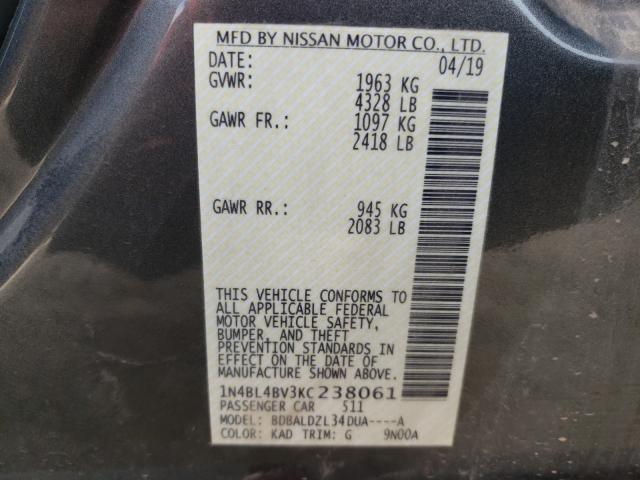 MFD BY NISSAN MOTOR CO., LTD.
DATE: 04/19
GVWR: 1963 KG
4328 LB
GAWR FR.: 1097 KG
2418 LB
GAWR RR.: 945 KG
2083 LB
THIS VEHICLE CONFORMS TO
ALL APPLICABLE FEDERAL
MOTOR VEHICLE SAFETY,
BUMPER, AND THEFT
PREVENTION STANDARDS IN
EFFECT ON THE DATE OF
MANUFACTURE SHOWN ABOVE.
1N4BL4BV3KC238061
PASSENGER CAR 511
MODEL: BDBALDZL34DUA----A
COLOR: KAD TRIM: G 9N00A